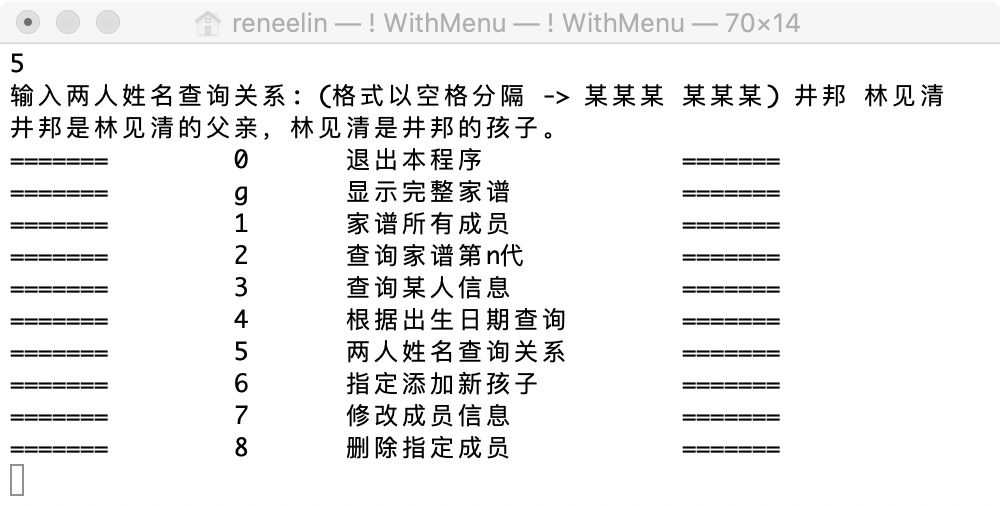 reneelin — ! WithMenu — ! WithMenu — 70×14
5
输入两人姓名查询关系：(格式以空格分隔 -> 某某某 某某某) 井邦 林见清
井邦是林见清的父亲，林见清是井邦的孩子。
======= 0 退出本程序 =======
======= g 显示完整家谱 =======
======= 1 家谱所有成员 =======
======= 2 查询家谱第n代 =======
======= 3 查询某人信息 =======
======= 4 根据出生日期查询 =======
======= 5 两人姓名查询关系 =======
======= 6 指定添加新孩子 =======
======= 7 修改成员信息 =======
======= 8 删除指定成员 =======